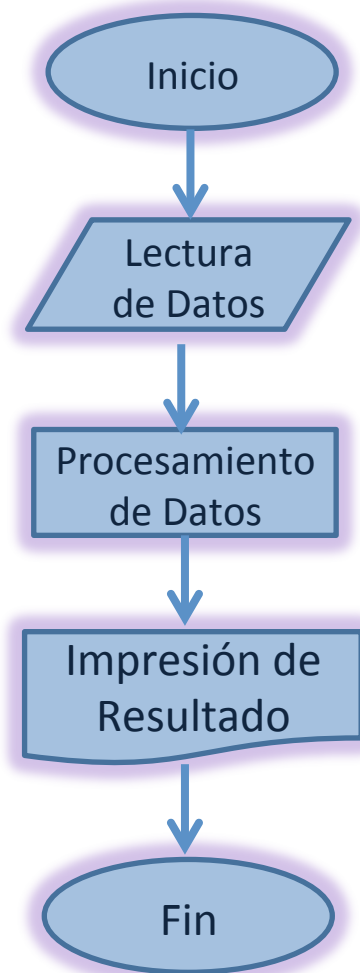 Inicio
Lectura
de Datos
Procesamiento
de Datos
Impresión de
Resultado
Fin